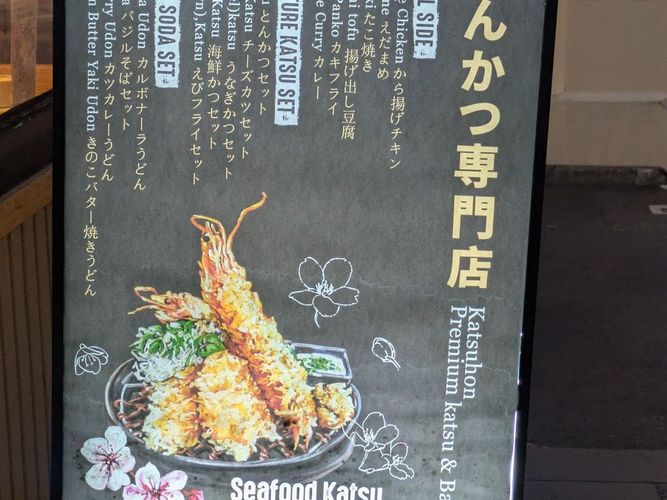 んかつ専門店
Katsuhon
Premium katsu & Ba
L SIDE
e Chicken から揚げチキン
me えだまめ
ki たこ焼き
hi tofu 揚げ出し豆腐
Panko カキフライ
e Curry カレー
TURE KATSU SET
u とんかつセット
Katsu チーズカツセット
l)katsu うなぎかつセット
Katsu 海鮮かつセット
n),Katsu えびフライセット
SODA SET
a Udon カルボナーラうどん
a バジルそばセット
rry Udon カツカレーうどん
n Butter Yaki Udon きのこバター焼きうどん
Seafood Katsu